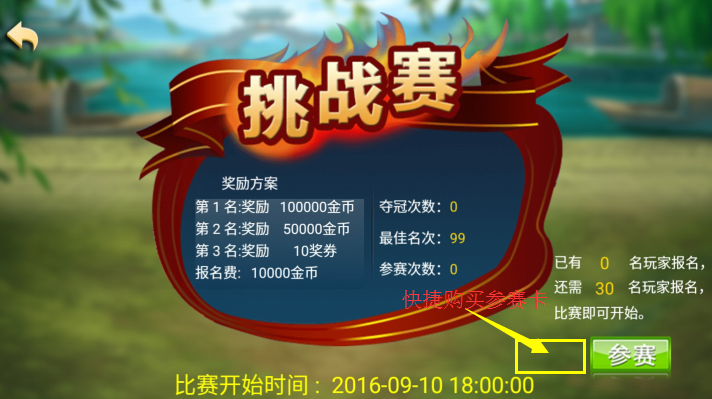 挑战赛
奖励方案
第 1 名:奖励 100000金币
第 2 名:奖励 50000金币
第 3 名:奖励 10奖券
报名费: 10000金币
夺冠次数: 0
最佳名次: 99
参赛次数: 0
已有 0 名玩家报名，
还需 30 名玩家报名，
比赛即可开始。
快捷购买参赛卡
参赛
比赛开始时间： 2016-09-10 18:00:00